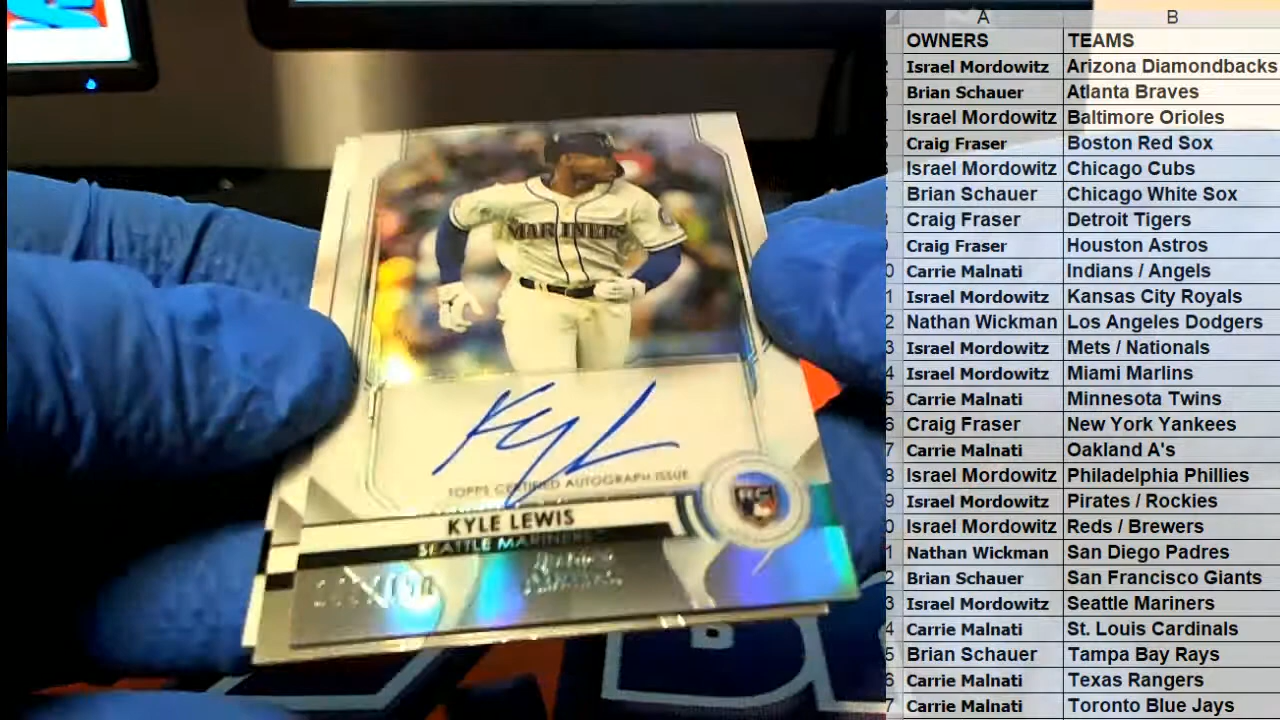 MARINERS
KyL
TOPPS CERTIFIED AUTOGRAPH ISSUE
RC
KYLE LEWIS
SEATTLE MARINERS
B
A B
OWNERS TEAMS
Israel Mordowitz Arizona Diamondbacks
Brian Schauer Atlanta Braves
Israel Mordowitz Baltimore Orioles
Craig Fraser Boston Red Sox
Israel Mordowitz Chicago Cubs
Brian Schauer Chicago White Sox
Craig Fraser Detroit Tigers
Craig Fraser Houston Astros
Carrie Malnati Indians / Angels
Israel Mordowitz Kansas City Royals
Nathan Wickman Los Angeles Dodgers
Israel Mordowitz Mets / Nationals
Israel Mordowitz Miami Marlins
Carrie Malnati Minnesota Twins
Craig Fraser New York Yankees
Carrie Malnati Oakland A's
Israel Mordowitz Philadelphia Phillies
Israel Mordowitz Pirates / Rockies
Israel Mordowitz Reds / Brewers
Nathan Wickman San Diego Padres
Brian Schauer San Francisco Giants
Israel Mordowitz Seattle Mariners
Carrie Malnati St. Louis Cardinals
Brian Schauer Tampa Bay Rays
Carrie Malnati Texas Rangers
Carrie Malnati Toronto Blue Jays